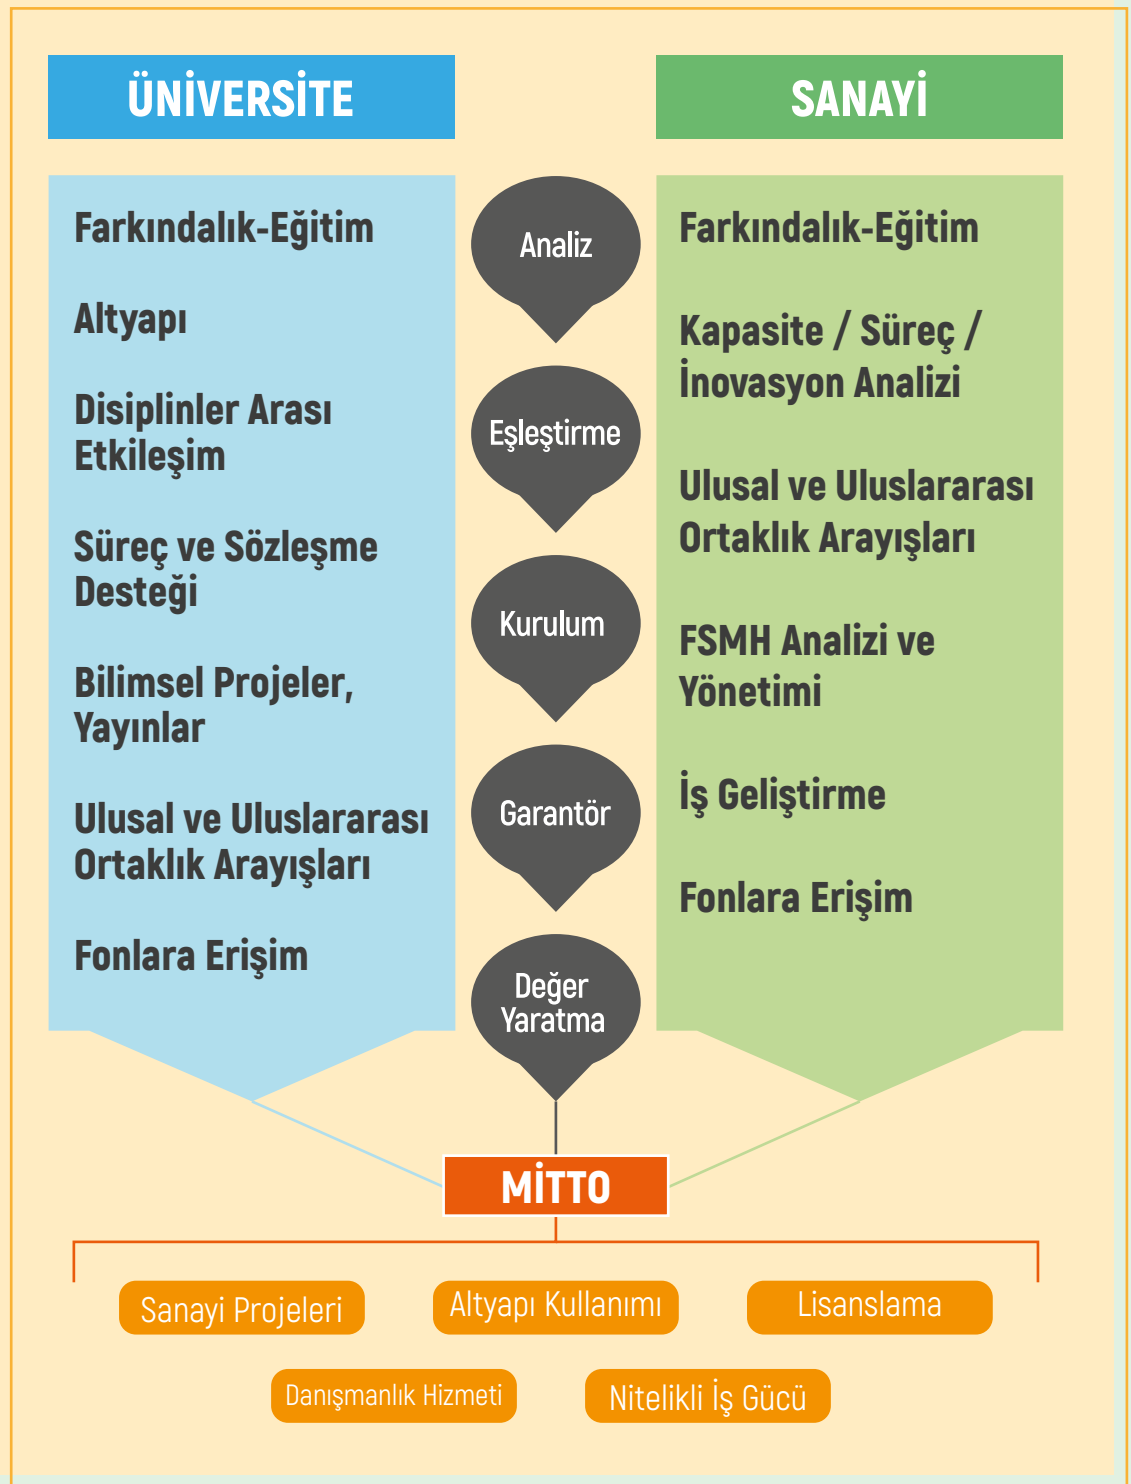 ÜNİVERSİTE
Farkındalık-Eğitim
Altyapı
Disiplinler Arası
Etkileşim
Süreç ve Sözleşme
Desteği
Bilimsel Projeler,
Yayınlar
Ulusal ve Uluslararası
Ortaklık Arayışları
Fonlara Erişim
Analiz
Eşleştirme
Kurulum
Garantör
Değer
Yaratma
SANAYİ
Farkındalık-Eğitim
Kapasite / Süreç /
İnovasyon Analizi
Ulusal ve Uluslararası
Ortaklık Arayışları
FSMH Analizi ve
Yönetimi
İş Geliştirme
Fonlara Erişim
MİTTO
Sanayi Projeleri
Altyapı Kullanımı
Lisanslama
Danışmanlık Hizmeti
Nitelikli İş Gücü